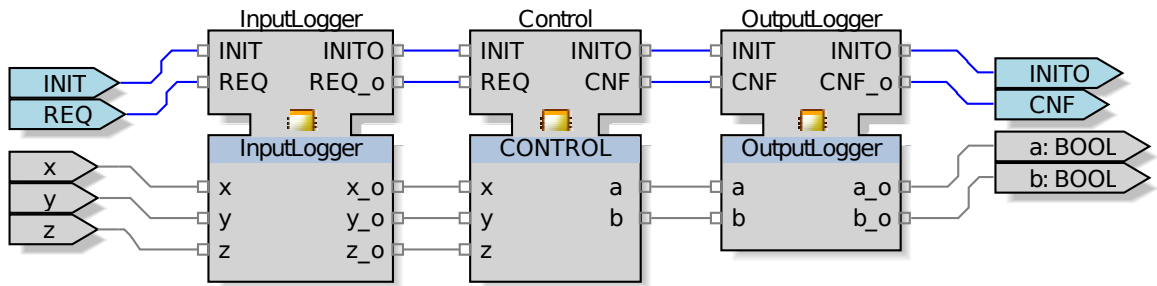 InputLogger Control OutputLogger
INIT INITO INIT INITO INIT INITO
REQ REQ_o REQ CNF CNF CNF_o
INIT INITO
REQ CNF
InputLogger CONTROL OutputLogger
a: BOOL
x x x_o x a a a_o b: BOOL
y y y_o y b b b_o
z z z_o z